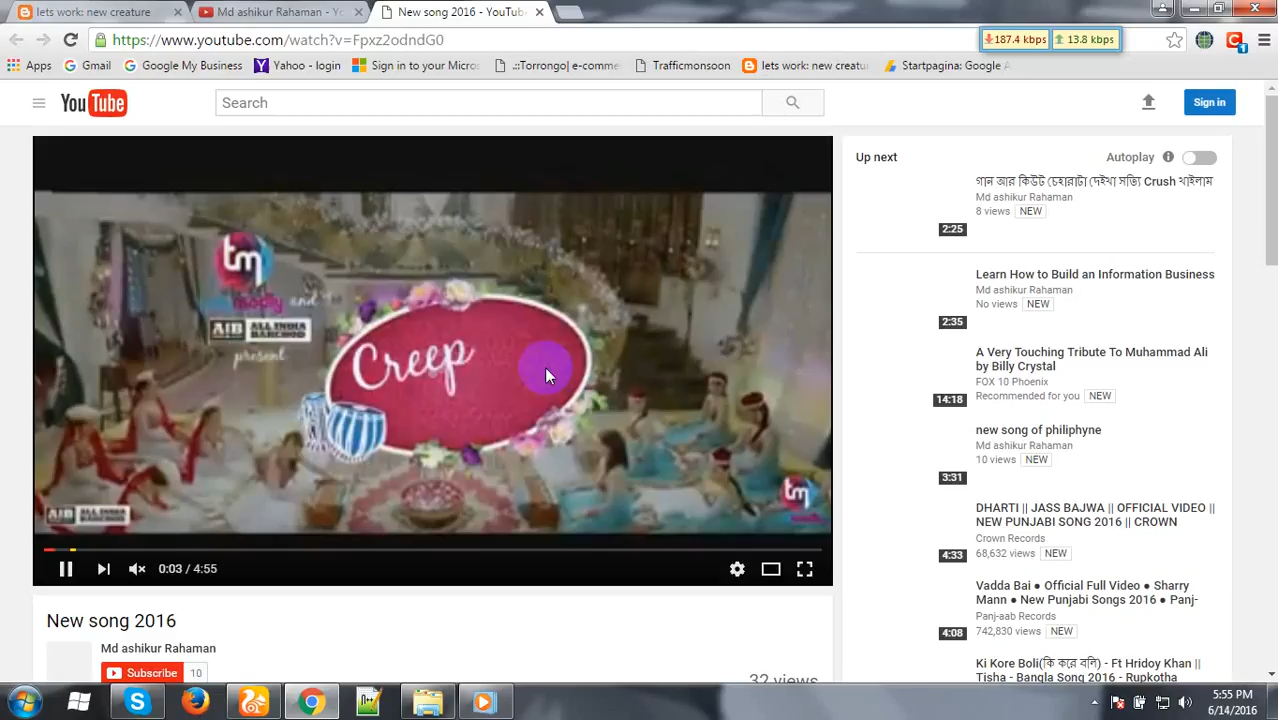 lets work: new creature
Md ashikur Rahaman - Yo
New song 2016 - YouTub
https://www.youtube.com/watch?v=Fpxz2odndG0
187.4 kbps
13.8 kbps
Apps
Gmail
Google My Business
Yahoo - login
Sign in to your Micros
.::Torrongo| e-comme
Trafficmonsoon
lets work: new creatu
Startpagina: Google A
YouTube
Search
Sign in
tm
and
AIB ALL INDIA BAKCHOD
present
Creep
AIB
tm
0:03 / 4:55
New song 2016
Md ashikur Rahaman
Subscribe 10
32 views
Up next
Autoplay
গান আর কিউট চেহারাটা দেইখা সত্যি Crush খাইলাম
Md ashikur Rahaman
8 views NEW
2:25
Learn How to Build an Information Business
Md ashikur Rahaman
No views NEW
2:35
A Very Touching Tribute To Muhammad Ali
by Billy Crystal
FOX 10 Phoenix
Recommended for you NEW
14:18
new song of philiphyne
Md ashikur Rahaman
10 views NEW
3:31
DHARTI || JASS BAJWA || OFFICIAL VIDEO ||
NEW PUNJABI SONG 2016 || CROWN
Crown Records
68,632 views NEW
4:33
Vadda Bai ● Official Full Video ● Sharry
Mann ● New Punjabi Songs 2016 ● Panj-
Panj-aab Records
742,830 views NEW
4:08
Ki Kore Boli(কি করে বলি) - Ft Hridoy Khan ||
Tisha - Bangla Song 2016 - Rupkotha
5:55 PM
6/14/2016